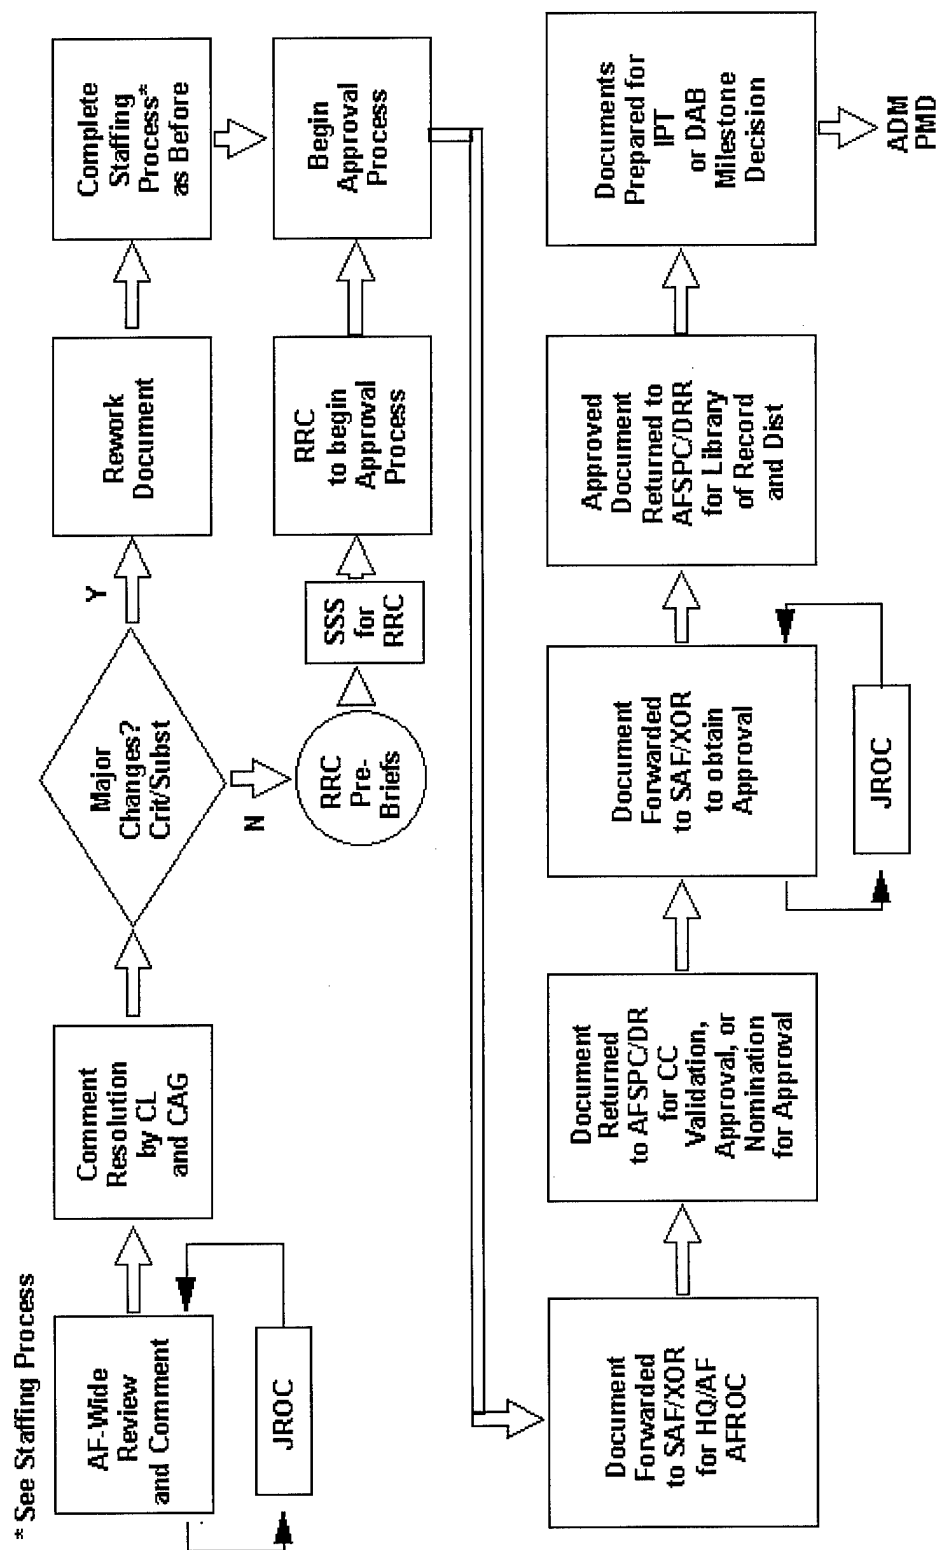 * See Staffing Process
AF-Wide
Review
and Comment
JROC
Comment
Resolution
by CL
and CAG
Major
Changes?
Crit/Subst
Y
N
Rework
Document
Complete
Staffing
Process*
as Before
RRC
Pre-
Briefs
SSS
for
RRC
RRC
to begin
Approval
Process
Begin
Approval
Process
Document
Forwarded
to SAF/XOR
for HQ/AF
AFROC
Document
Returned
to AFSPC/DR
for CC
Validation,
Approval, or
Nomination
for Approval
Document
Forwarded
to SAF/XOR
to obtain
Approval
JROC
Approved
Document
Returned to
AFSPC/DRR
for Library
of Record
and Dist
Documents
Prepared for
IPT
or DAB
Milestone
Decision
ADM
PMD